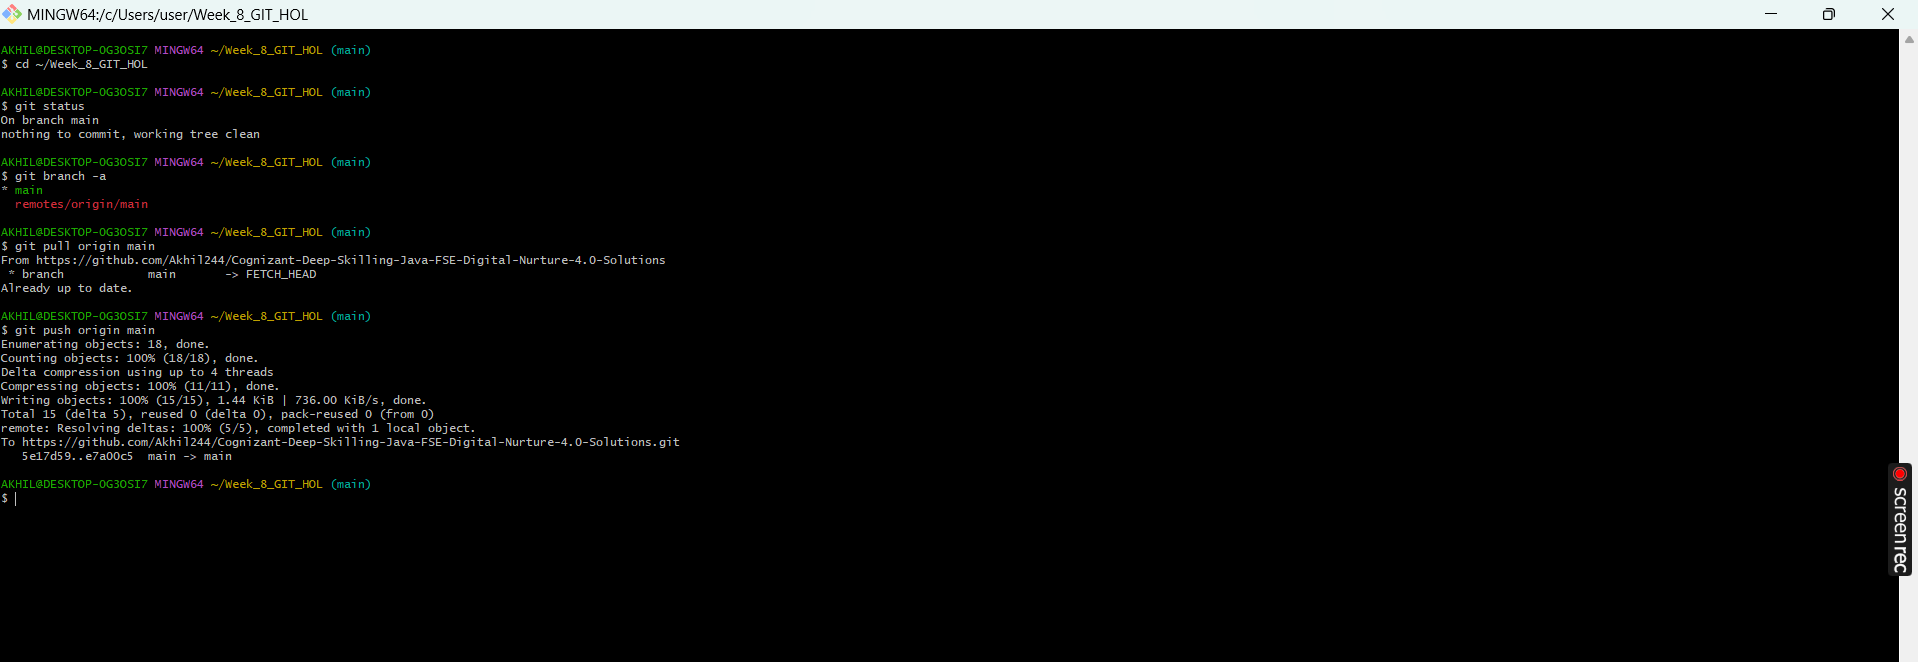 MINGW64:/c/Users/user/Week_8_GIT_HOL
AKHIL@DESKTOP-OG3OSI7 MINGW64 ~/Week_8_GIT_HOL (main)
$ cd ~/Week_8_GIT_HOL
AKHIL@DESKTOP-OG3OSI7 MINGW64 ~/Week_8_GIT_HOL (main)
$ git status
On branch main
nothing to commit, working tree clean
AKHIL@DESKTOP-OG3OSI7 MINGW64 ~/Week_8_GIT_HOL (main)
$ git branch -a
* main
remotes/origin/main
AKHIL@DESKTOP-OG3OSI7 MINGW64 ~/Week_8_GIT_HOL (main)
$ git pull origin main
From https://github.com/Akhil244/Cognizant-Deep-Skilling-Java-FSE-Digital-Nurture-4.0-Solutions
* branch main -> FETCH_HEAD
Already up to date.
AKHIL@DESKTOP-OG3OSI7 MINGW64 ~/Week_8_GIT_HOL (main)
$ git push origin main
Enumerating objects: 18, done.
Counting objects: 100% (18/18), done.
Delta compression using up to 4 threads
Compressing objects: 100% (11/11), done.
Writing objects: 100% (15/15), 1.44 KiB | 736.00 KiB/s, done.
Total 15 (delta 5), reused 0 (delta 0), pack-reused 0 (from 0)
remote: Resolving deltas: 100% (5/5), completed with 1 local object.
To https://github.com/Akhil244/Cognizant-Deep-Skilling-Java-FSE-Digital-Nurture-4.0-Solutions.git
5e17d59..e7a00c5 main -> main
AKHIL@DESKTOP-OG3OSI7 MINGW64 ~/Week_8_GIT_HOL (main)
$
screenrec